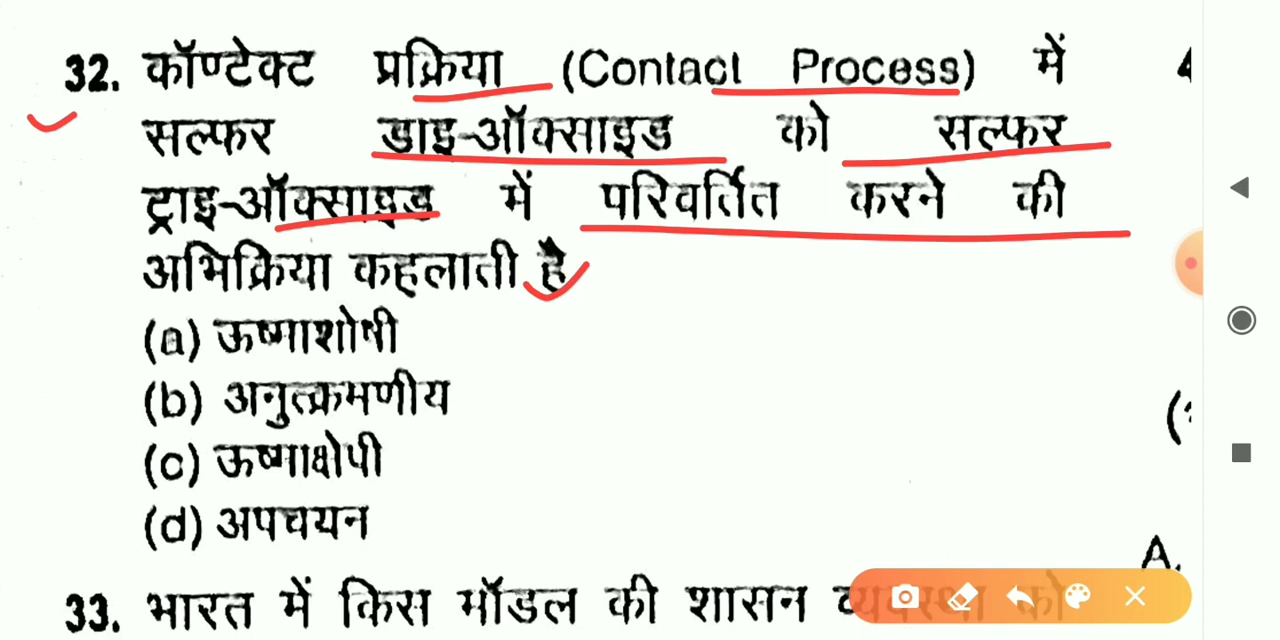 32. कॉण्टेक्ट प्रक्रिया (Contact Process) में
सल्फर डाइ-ऑक्साइड को सल्फर
ट्राइ-ऑक्साइड में परिवर्तित करने की
अभिक्रिया कहलाती है
(a) ऊष्माशोषी
(b) अनुत्क्रमणीय
(c) ऊष्माक्षेपी
(d) अपचयन
A.
33. भारत में किस मॉडल की शासन व्यवस्था को